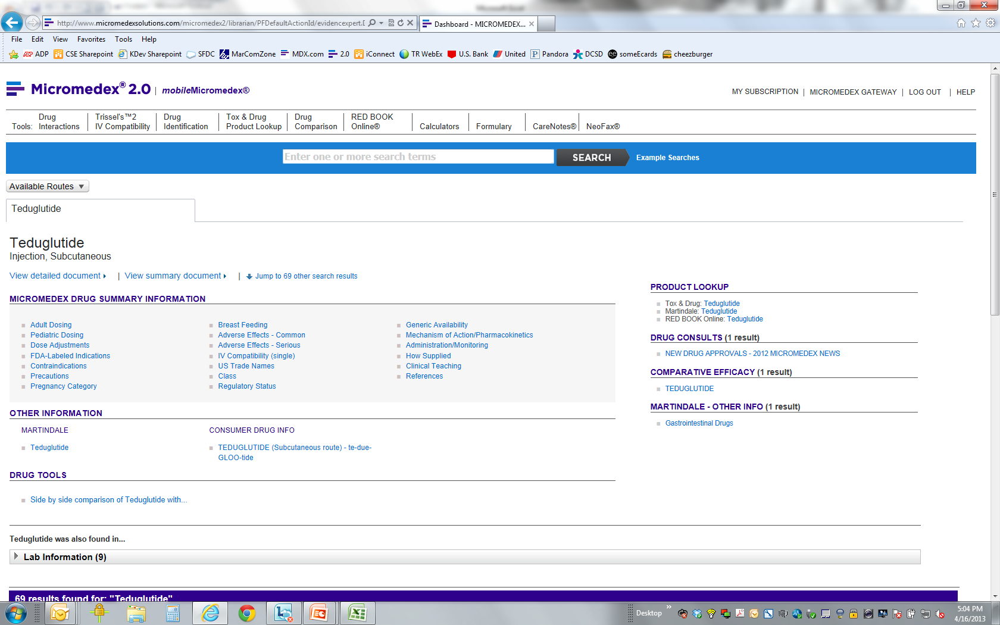 http://www.micromedexsolutions.com/micromedex2/librarian/PFDefaultActionId/evidencexpert.D
Dashboard - MICROMEDEX...
File Edit View Favorites Tools Help
ADP CSE Sharepoint KDev Sharepoint SFDC MarComZone MDX.com 2.0 iConnect TR WebEx U.S. Bank United Pandora DCSD someEcards cheezburger
Micromedex® 2.0 | mobileMicromedex®
MY SUBSCRIPTION | MICROMEDEX GATEWAY | LOG OUT | HELP
Tools:
Drug
Interactions
Trissel's™2
IV Compatibility
Drug
Identification
Tox & Drug
Product Lookup
Drug
Comparison
RED BOOK
Online®
Calculators
Formulary
CareNotes®
NeoFax®
Enter one or more search terms
SEARCH
Example Searches
Available Routes
Teduglutide
Teduglutide
Injection, Subcutaneous
View detailed document | View summary document | Jump to 69 other search results
MICROMEDEX DRUG SUMMARY INFORMATION
Adult Dosing
Pediatric Dosing
Dose Adjustments
FDA-Labeled Indications
Contraindications
Precautions
Pregnancy Category
Breast Feeding
Adverse Effects - Common
Adverse Effects - Serious
IV Compatibility (single)
US Trade Names
Class
Regulatory Status
Generic Availability
Mechanism of Action/Pharmacokinetics
Administration/Monitoring
How Supplied
Clinical Teaching
References
OTHER INFORMATION
MARTINDALE
Teduglutide
CONSUMER DRUG INFO
TEDUGLUTIDE (Subcutaneous route) - te-due-
GLOO-tide
DRUG TOOLS
Side by side comparison of Teduglutide with...
PRODUCT LOOKUP
Tox & Drug: Teduglutide
Martindale: Teduglutide
RED BOOK Online: Teduglutide
DRUG CONSULTS (1 result)
NEW DRUG APPROVALS - 2012 MICROMEDEX NEWS
COMPARATIVE EFFICACY (1 result)
TEDUGLUTIDE
MARTINDALE - OTHER INFO (1 result)
Gastrointestinal Drugs
Teduglutide was also found in...
Lab Information (9)
69 results found for: "Teduglutide"
Desktop
5:04 PM
4/16/2013